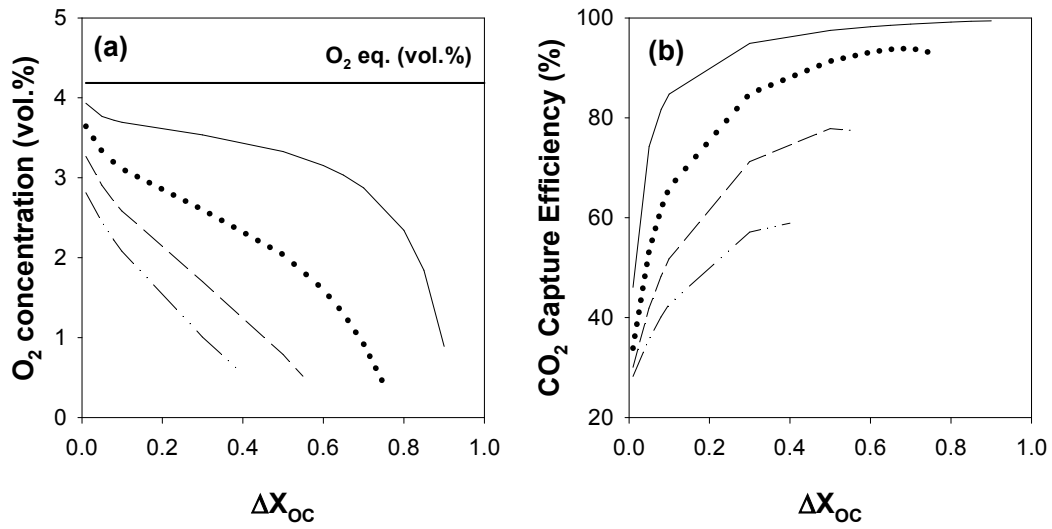 (a)
O₂ eq. (vol.%)
O₂ concentration (vol.%)
5
4
3
2
1
0
0.0 0.2 0.4 0.6 0.8 1.0
ΔX_OC
(b)
CO₂ Capture Efficiency (%)
100
80
60
40
20
0.0 0.2 0.4 0.6 0.8 1.0
ΔX_OC